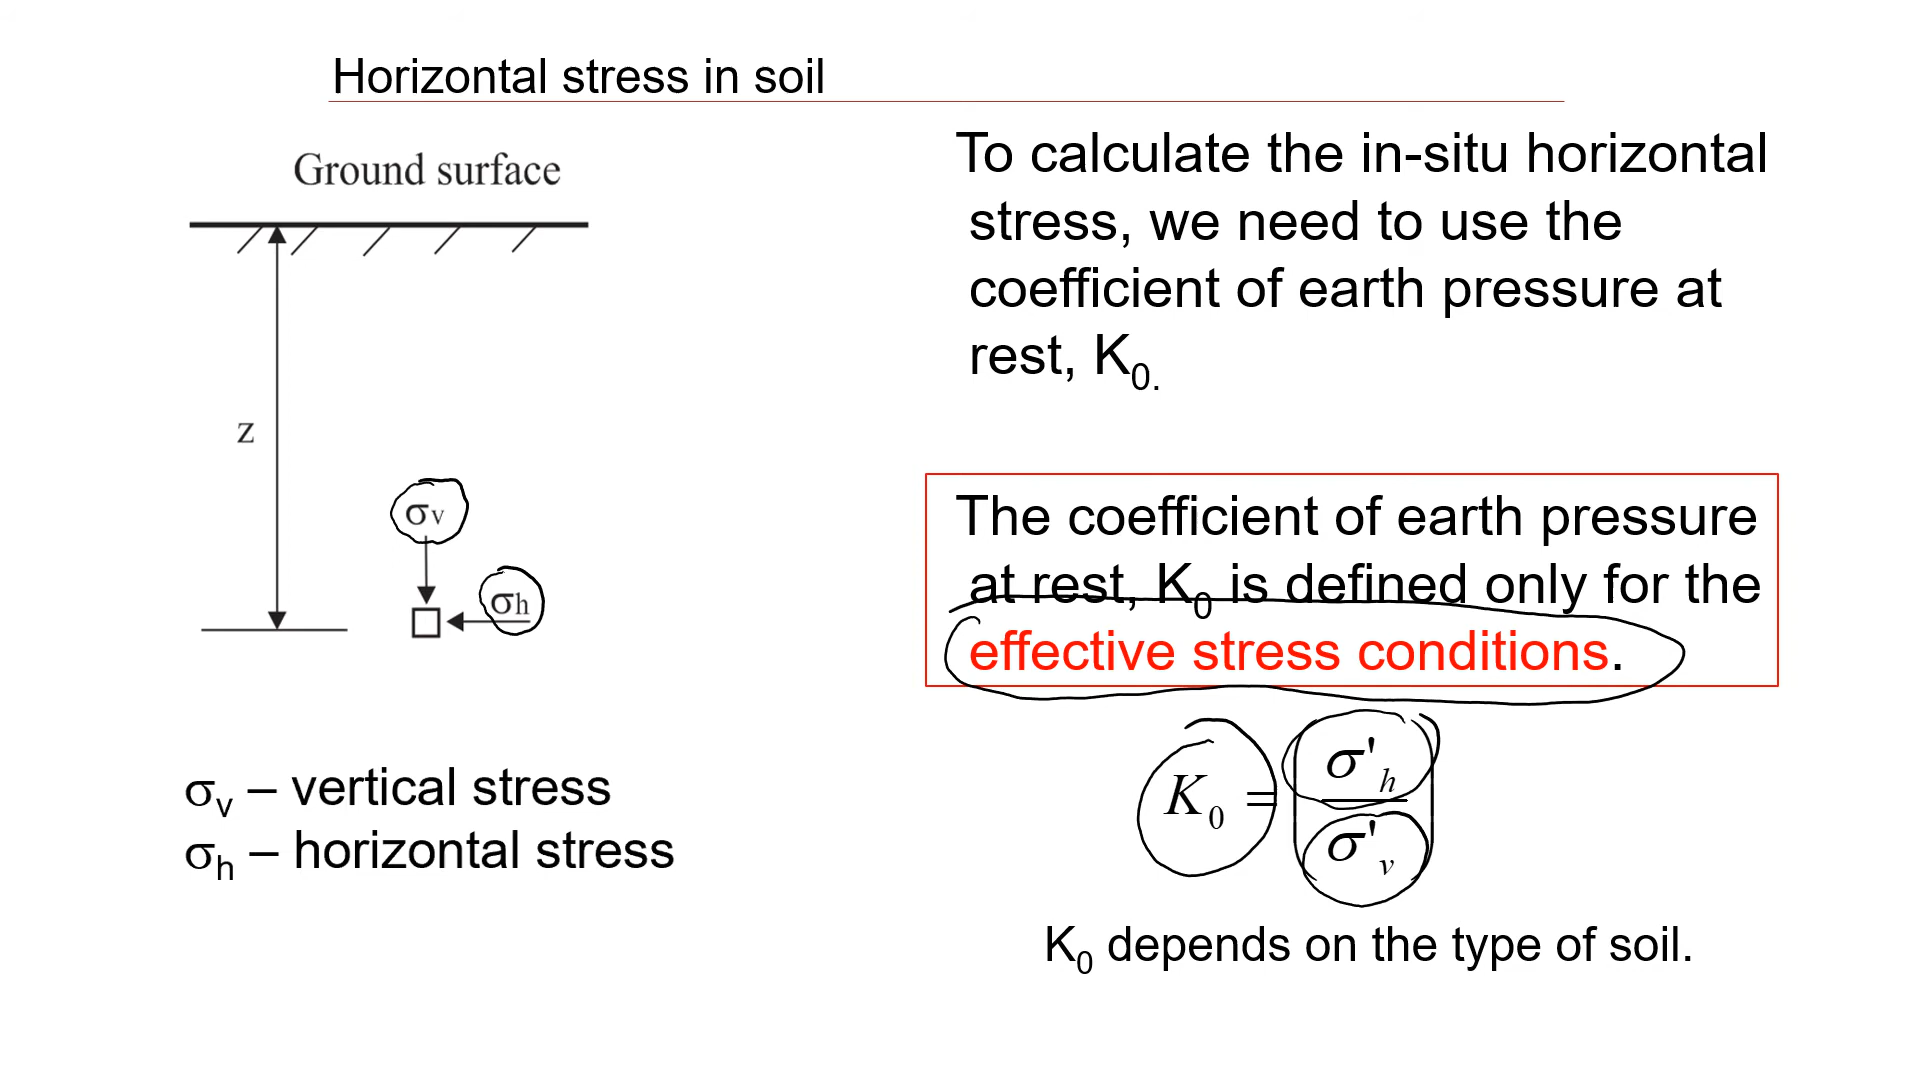 Horizontal stress in soil
Ground surface
z
σv
σh
σv – vertical stress
σh – horizontal stress
To calculate the in-situ horizontal
stress, we need to use the
coefficient of earth pressure at
rest, K0.
The coefficient of earth pressure
at rest, K0 is defined only for the
effective stress conditions.
K0 = σ'h / σ'v
K0 depends on the type of soil.